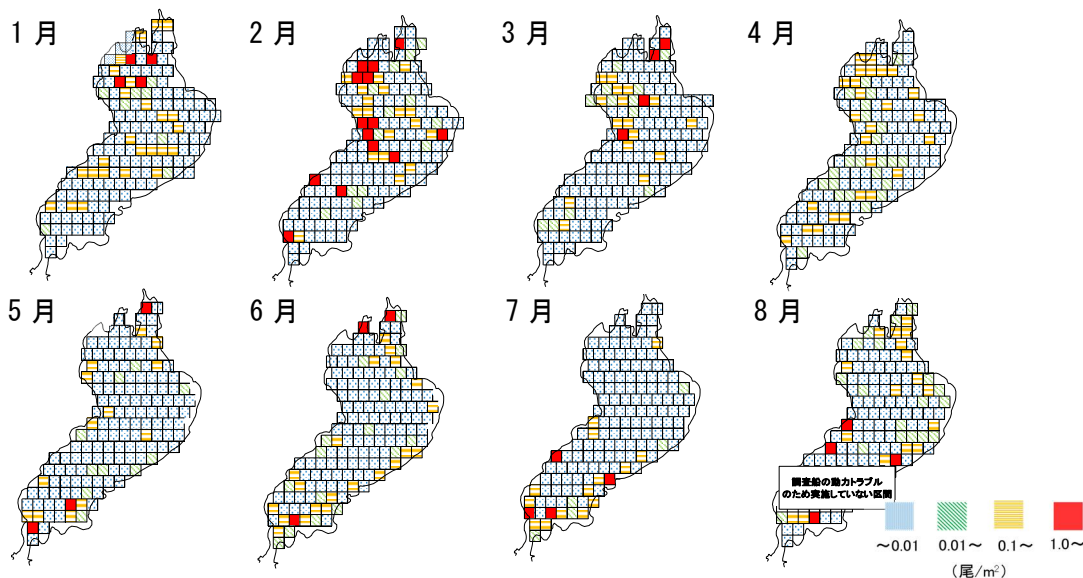 1 月
2 月
3 月
4 月
5 月
6 月
7 月
8 月
調査船の動力トラブル
のため実施していない区間
～0.01
0.01～
0.1～
1.0～
（尾/m²）